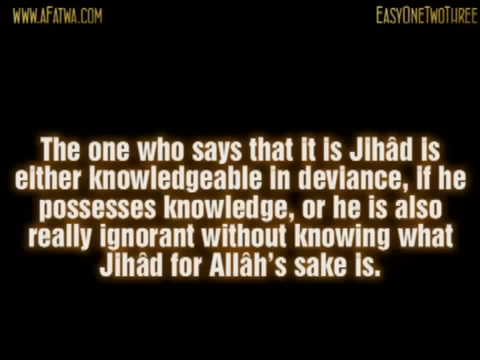 www.aFatwa.com
EasyOneTwoThree
The one who says that it is Jihâd is
either knowledgeable in deviance, if he
possesses knowledge, or he is also
really ignorant without knowing what
Jihâd for Allâh's sake is.